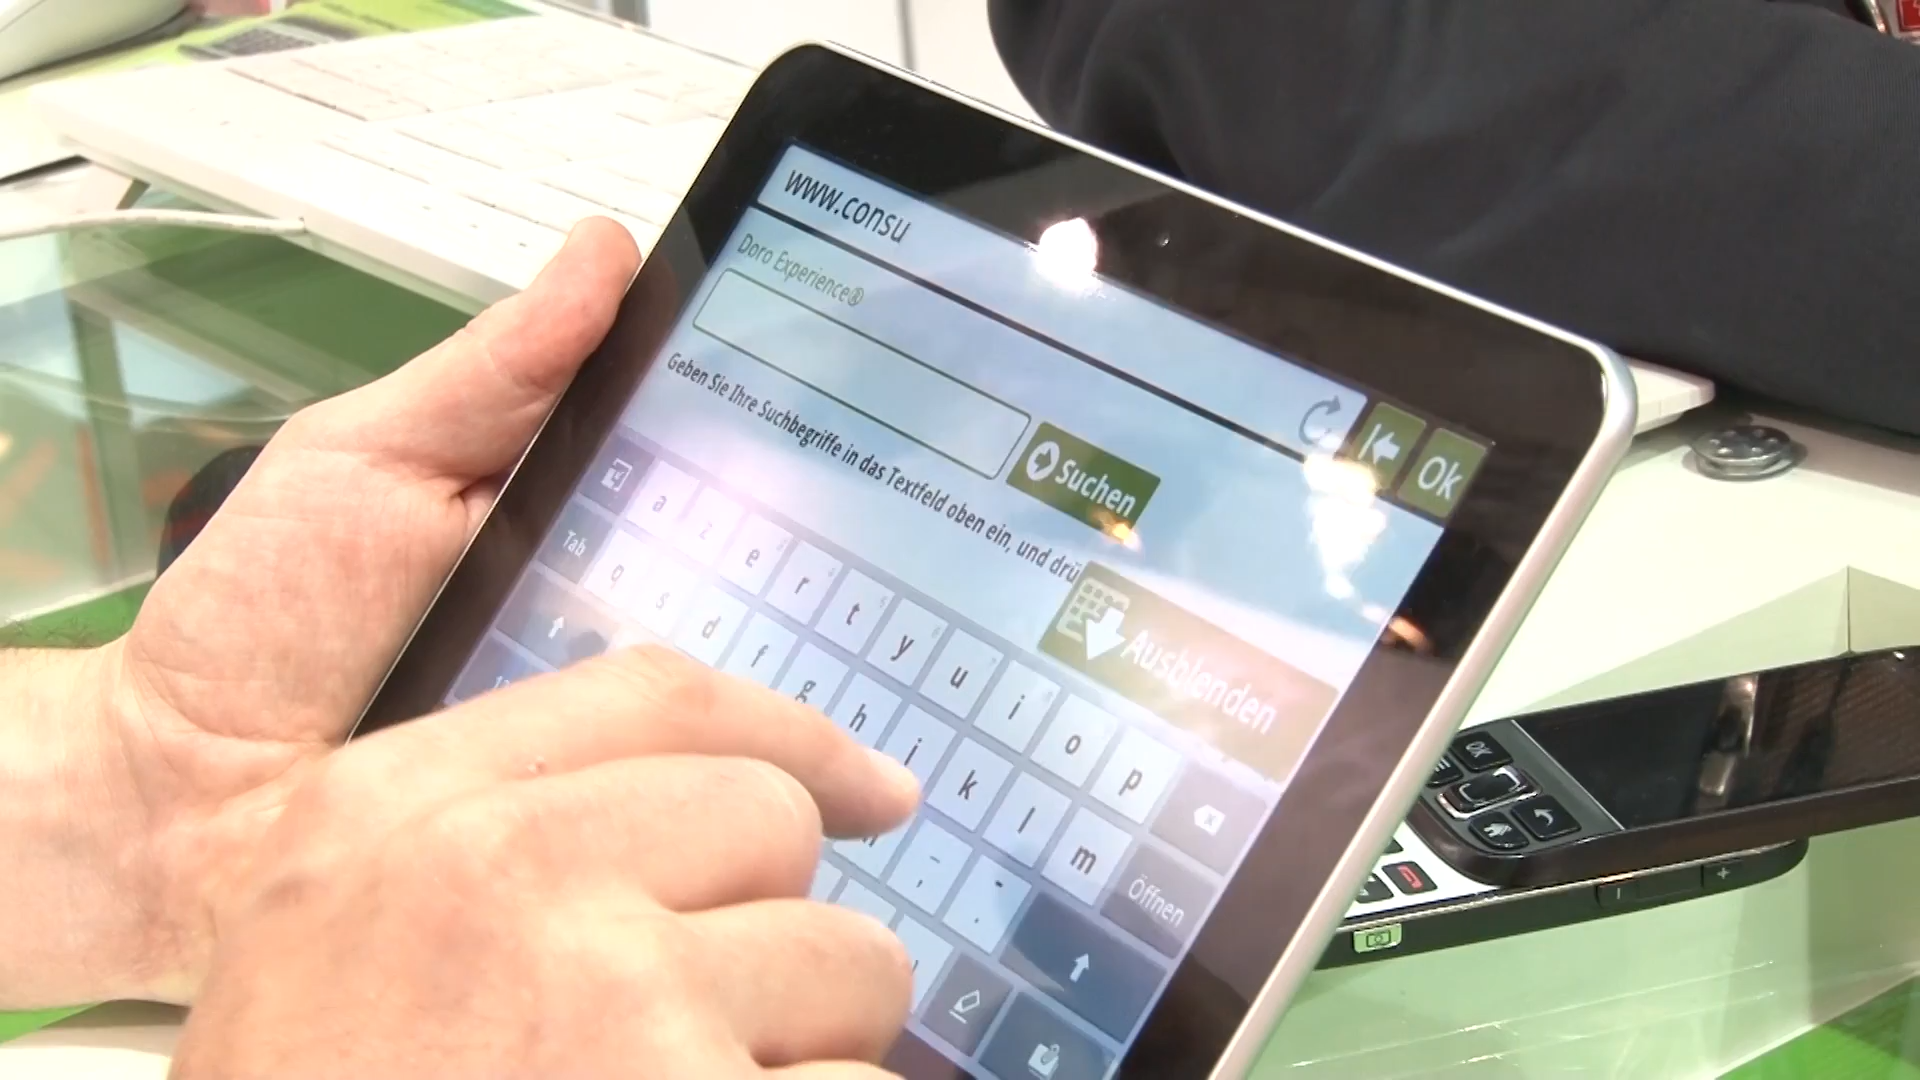 www.consu
Ok
Doro Experience®
Suchen
Geben Sie Ihre Suchbegriffe in das Textfeld oben ein, und drü
Ausblenden
a z e r t y u i o p
Tab q s d f g h j k l m
Öffnen
OK